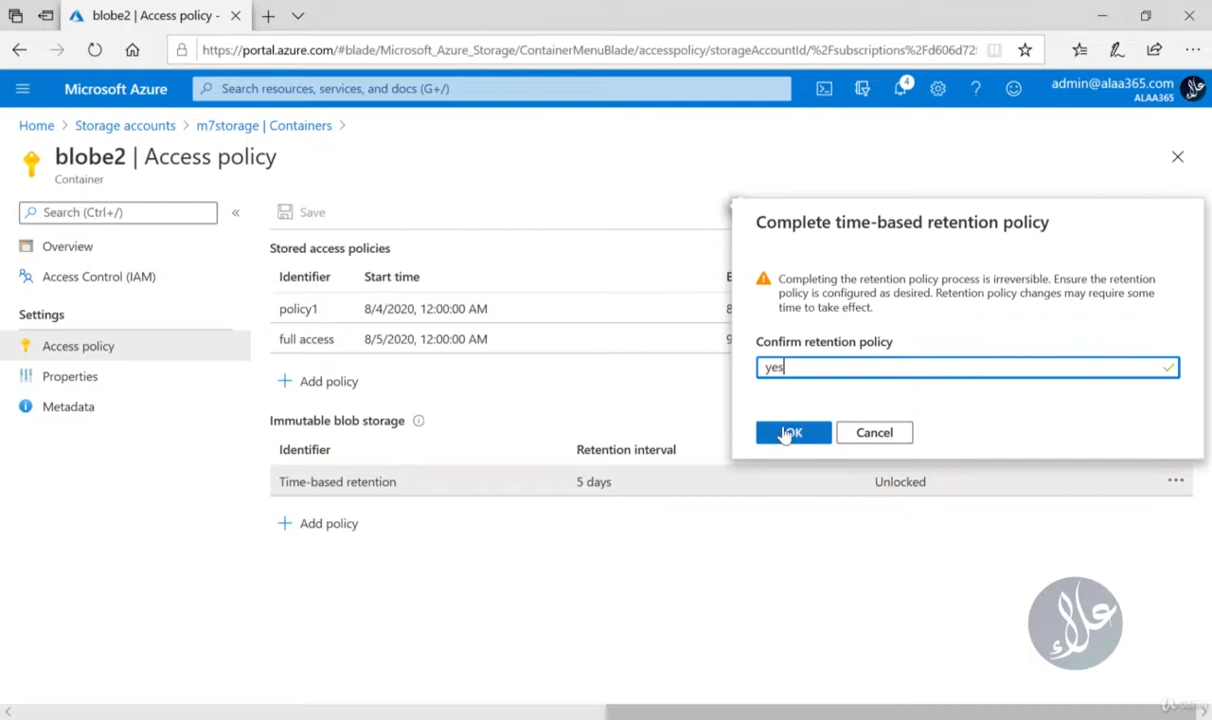 blobe2 | Access policy -
https://portal.azure.com/#blade/Microsoft_Azure_Storage/ContainerMenuBlade/accesspolicy/storageAccountId/%2Fsubscriptions%2Fd606d72
Microsoft Azure
Search resources, services, and docs (G+/)
4
admin@alaa365.com
ALAA365
Home > Storage accounts > m7storage | Containers >
blobe2 | Access policy
Container
Search (Ctrl+/)
«
Save
Overview
Access Control (IAM)
Settings
Access policy
Properties
Metadata
Stored access policies
Identifier Start time E
policy1 8/4/2020, 12:00:00 AM 8
full access 8/5/2020, 12:00:00 AM 9
+ Add policy
Immutable blob storage
Identifier Retention interval
Time-based retention 5 days Unlocked ...
+ Add policy
Complete time-based retention policy
Completing the retention policy process is irreversible. Ensure the retention
policy is configured as desired. Retention policy changes may require some
time to take effect.
Confirm retention policy
yes
OK Cancel
علاء